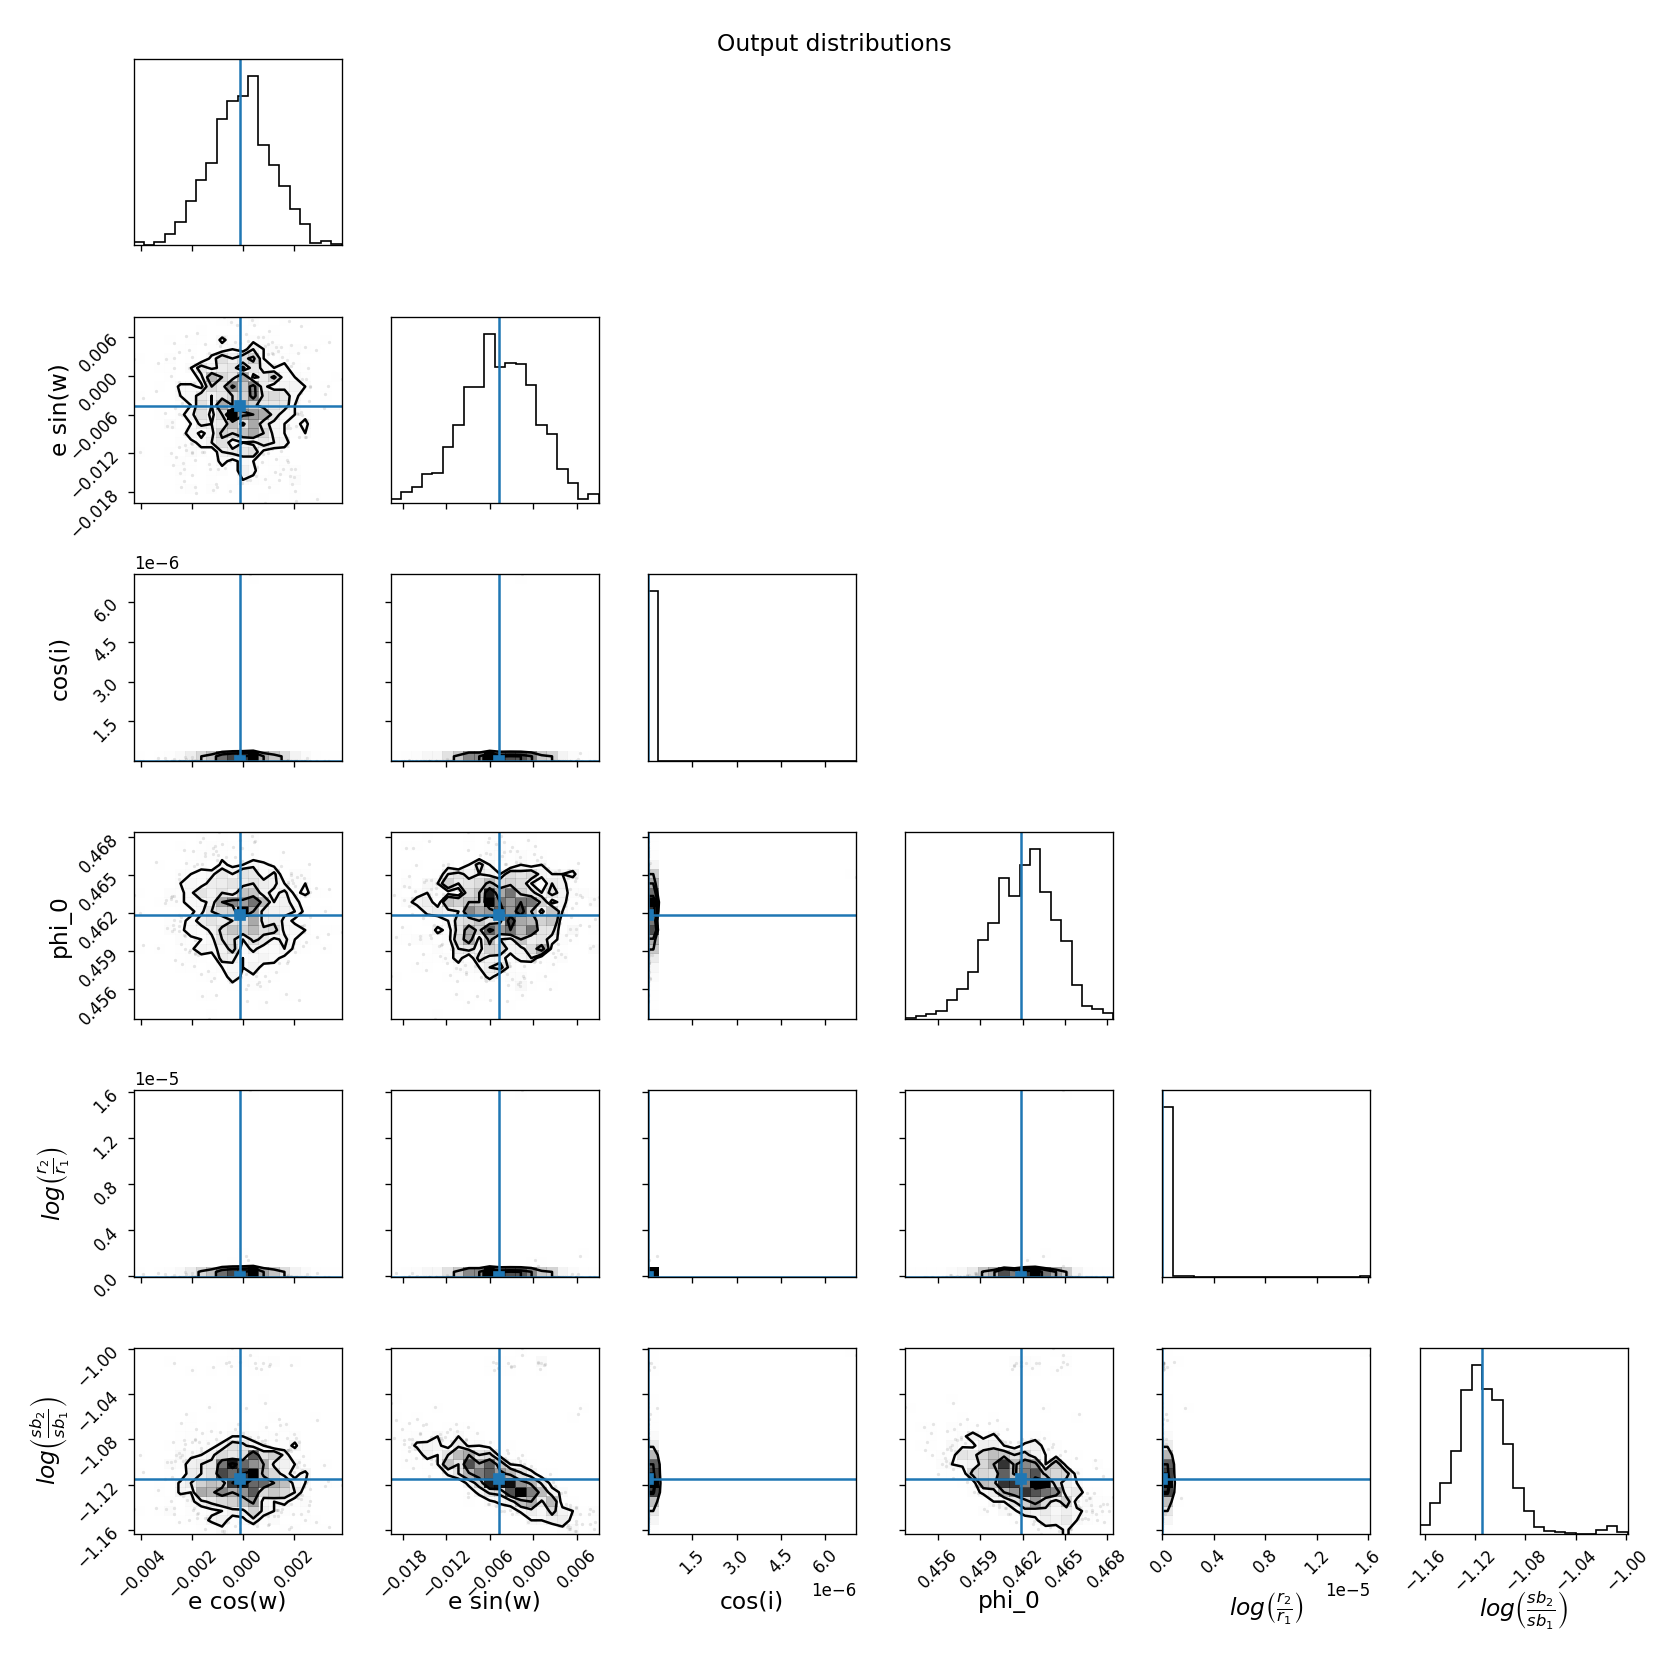 Output distributions
e sin(w)
0.006
0.000
−0.006
−0.012
−0.018
1e−6
cos(i)
6.0
4.5
3.0
1.5
phi_0
0.468
0.465
0.462
0.459
0.456
1e−5
log(r₂/r₁)
1.6
1.2
0.8
0.4
0.0
log(sb₂/sb₁)
−1.00
−1.04
−1.08
−1.12
−1.16
−0.004 −0.002 0.000 0.002
e cos(w)
−0.018 −0.012 −0.006 0.000 0.006
e sin(w)
1.5 3.0 4.5 6.0
1e−6
cos(i)
0.456 0.459 0.462 0.465 0.468
phi_0
0.0 0.4 0.8 1.2 1.6
1e−5
log(r₂/r₁)
−1.16 −1.12 −1.08 −1.04 −1.00
log(sb₂/sb₁)